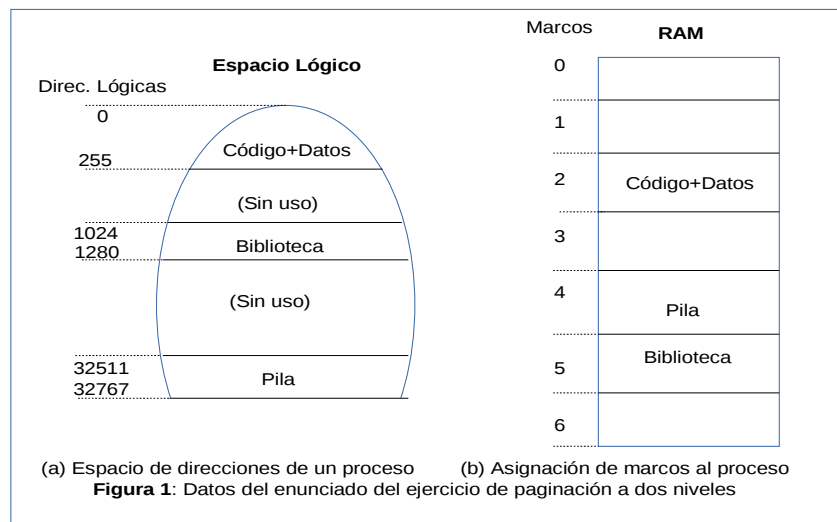 Espacio Lógico
Direc. Lógicas
0
Código+Datos
255
(Sin uso)
1024
1280
Biblioteca
(Sin uso)
32511
32767
Pila
(a) Espacio de direcciones de un proceso
Marcos
RAM
0
1
2
Código+Datos
3
4
Pila
5
Biblioteca
6
(b) Asignación de marcos al proceso
Figura 1: Datos del enunciado del ejercicio de paginación a dos niveles